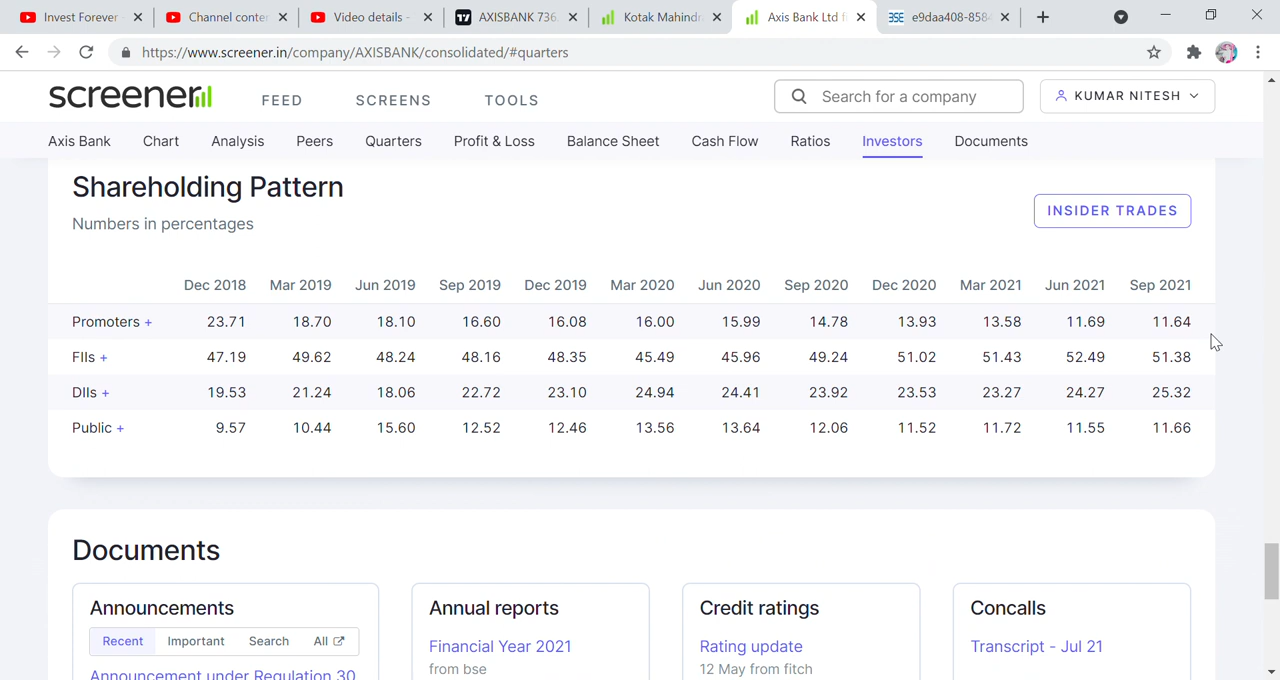 Invest Forever Channel conter Video details - AXISBANK 736. Kotak Mahindr Axis Bank Ltd fi e9daa408-8584
https://www.screener.in/company/AXISBANK/consolidated/#quarters
screener FEED SCREENS TOOLS Search for a company KUMAR NITESH
Axis Bank Chart Analysis Peers Quarters Profit & Loss Balance Sheet Cash Flow Ratios Investors Documents
Shareholding Pattern
Numbers in percentages
INSIDER TRADES
Dec 2018 Mar 2019 Jun 2019 Sep 2019 Dec 2019 Mar 2020 Jun 2020 Sep 2020 Dec 2020 Mar 2021 Jun 2021 Sep 2021
Promoters + 23.71 18.70 18.10 16.60 16.08 16.00 15.99 14.78 13.93 13.58 11.69 11.64
FIIs + 47.19 49.62 48.24 48.16 48.35 45.49 45.96 49.24 51.02 51.43 52.49 51.38
DIIs + 19.53 21.24 18.06 22.72 23.10 24.94 24.41 23.92 23.53 23.27 24.27 25.32
Public + 9.57 10.44 15.60 12.52 12.46 13.56 13.64 12.06 11.52 11.72 11.55 11.66
Documents
Announcements
Recent Important Search All
Announcement under Regulation 30
Annual reports
Financial Year 2021
from bse
Credit ratings
Rating update
12 May from fitch
Concalls
Transcript - Jul 21